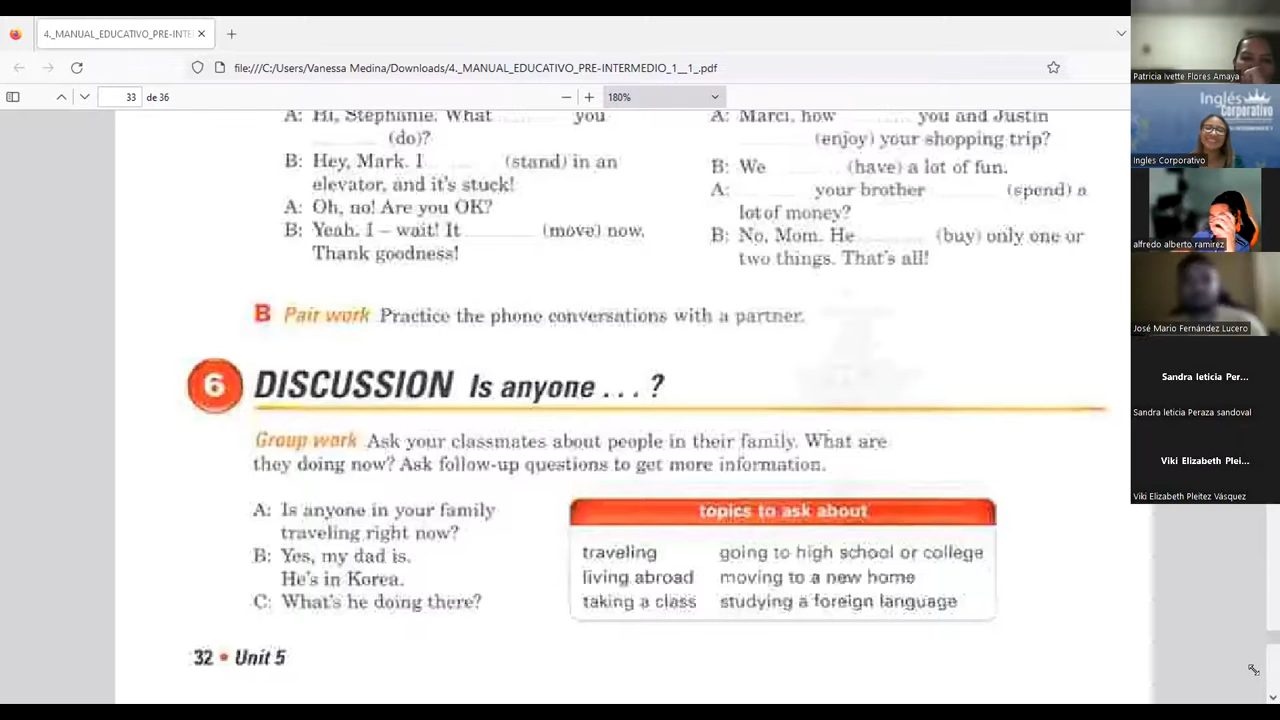 4._MANUAL_EDUCATIVO_PRE-INTE
file:///C:/Users/Vanessa Medina/Downloads/4._MANUAL_EDUCATIVO_PRE-INTERMEDIO_1__1_.pdf
33 de 36
180%
A: Hi, Stephanie. What you
(do)?
B: Hey, Mark. I (stand) in an
elevator, and it's stuck!
A: Oh, no! Are you OK?
B: Yeah. I – wait! It (move) now.
Thank goodness!
A: Marci, how you and Justin
(enjoy) your shopping trip?
B: We (have) a lot of fun.
A: your brother (spend) a
lot of money?
B: No, Mom. He (buy) only one or
two things. That's all!
B Pair work Practice the phone conversations with a partner.
6 DISCUSSION Is anyone . . . ?
Group work Ask your classmates about people in their family. What are
they doing now? Ask follow-up questions to get more information.
A: Is anyone in your family
traveling right now?
B: Yes, my dad is.
He's in Korea.
C: What's he doing there?
topics to ask about
traveling going to high school or college
living abroad moving to a new home
taking a class studying a foreign language
32 • Unit 5
Patricia Ivette Flores Amaya
Inglés
Corporativo
Ingles Corporativo
alfredo alberto ramirez
José Mario Fernández Lucero
Sandra leticia Per...
Sandra leticia Peraza sandoval
Viki Elizabeth Plei...
Viki Elizabeth Pleitez Vásquez